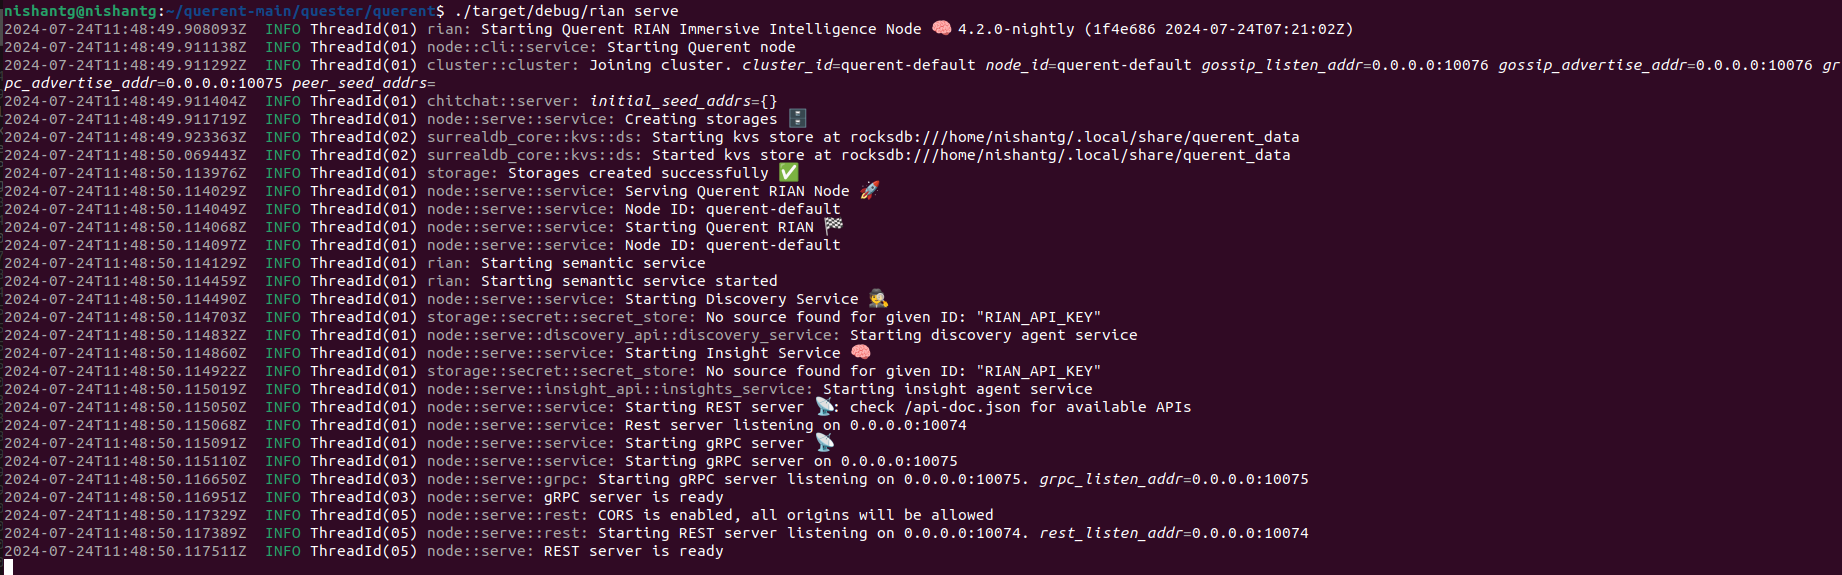 nishantg@nishantg:~/querent-main/quester/querent$ ./target/debug/rian serve
2024-07-24T11:48:49.908093Z  INFO ThreadId(01) rian: Starting Querent RIAN Immersive Intelligence Node 🧠 4.2.0-nightly (1f4e686 2024-07-24T07:21:02Z)
2024-07-24T11:48:49.911138Z  INFO ThreadId(01) node::cli::service: Starting Querent node
2024-07-24T11:48:49.911292Z  INFO ThreadId(01) cluster::cluster: Joining cluster. cluster_id=querent-default node_id=querent-default gossip_listen_addr=0.0.0.0:10076 gossip_advertise_addr=0.0.0.0:10076 gr
pc_advertise_addr=0.0.0.0:10075 peer_seed_addrs=
2024-07-24T11:48:49.911404Z  INFO ThreadId(01) chitchat::server: initial_seed_addrs={}
2024-07-24T11:48:49.911719Z  INFO ThreadId(01) node::serve::service: Creating storages 🗄️
2024-07-24T11:48:49.923363Z  INFO ThreadId(02) surrealdb_core::kvs::ds: Starting kvs store at rocksdb:///home/nishantg/.local/share/querent_data
2024-07-24T11:48:50.069443Z  INFO ThreadId(02) surrealdb_core::kvs::ds: Started kvs store at rocksdb:///home/nishantg/.local/share/querent_data
2024-07-24T11:48:50.113976Z  INFO ThreadId(01) storage: Storages created successfully ✅
2024-07-24T11:48:50.114029Z  INFO ThreadId(01) node::serve::service: Serving Querent RIAN Node 🚀
2024-07-24T11:48:50.114049Z  INFO ThreadId(01) node::serve::service: Node ID: querent-default
2024-07-24T11:48:50.114068Z  INFO ThreadId(01) node::serve::service: Starting Querent RIAN 🏁
2024-07-24T11:48:50.114097Z  INFO ThreadId(01) node::serve::service: Node ID: querent-default
2024-07-24T11:48:50.114129Z  INFO ThreadId(01) rian: Starting semantic service
2024-07-24T11:48:50.114459Z  INFO ThreadId(01) rian: Starting semantic service started
2024-07-24T11:48:50.114490Z  INFO ThreadId(01) node::serve::service: Starting Discovery Service 🕵️
2024-07-24T11:48:50.114703Z  INFO ThreadId(01) storage::secret::secret_store: No source found for given ID: "RIAN_API_KEY"
2024-07-24T11:48:50.114832Z  INFO ThreadId(01) node::serve::discovery_api::discovery_service: Starting discovery agent service
2024-07-24T11:48:50.114860Z  INFO ThreadId(01) node::serve::service: Starting Insight Service 🧠
2024-07-24T11:48:50.114922Z  INFO ThreadId(01) storage::secret::secret_store: No source found for given ID: "RIAN_API_KEY"
2024-07-24T11:48:50.115019Z  INFO ThreadId(01) node::serve::insight_api::insights_service: Starting insight agent service
2024-07-24T11:48:50.115050Z  INFO ThreadId(01) node::serve::service: Starting REST server 📡: check /api-doc.json for available APIs
2024-07-24T11:48:50.115068Z  INFO ThreadId(01) node::serve::service: Rest server listening on 0.0.0.0:10074
2024-07-24T11:48:50.115091Z  INFO ThreadId(01) node::serve::service: Starting gRPC server 📡
2024-07-24T11:48:50.115110Z  INFO ThreadId(01) node::serve::service: Starting gRPC server on 0.0.0.0:10075
2024-07-24T11:48:50.116650Z  INFO ThreadId(03) node::serve::grpc: Starting gRPC server listening on 0.0.0.0:10075. grpc_listen_addr=0.0.0.0:10075
2024-07-24T11:48:50.116951Z  INFO ThreadId(03) node::serve: gRPC server is ready
2024-07-24T11:48:50.117329Z  INFO ThreadId(05) node::serve::rest: CORS is enabled, all origins will be allowed
2024-07-24T11:48:50.117389Z  INFO ThreadId(05) node::serve::rest: Starting REST server listening on 0.0.0.0:10074. rest_listen_addr=0.0.0.0:10074
2024-07-24T11:48:50.117511Z  INFO ThreadId(05) node::serve: REST server is ready